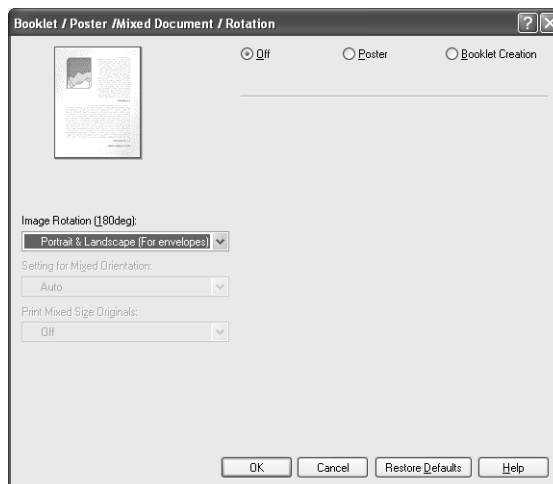 Booklet / Poster /Mixed Document / Rotation
Off Poster Booklet Creation
Image Rotation (180deg):
Portrait & Landscape (For envelopes)
Setting for Mixed Orientation:
Auto
Print Mixed Size Originals:
Off
OK Cancel Restore Defaults Help